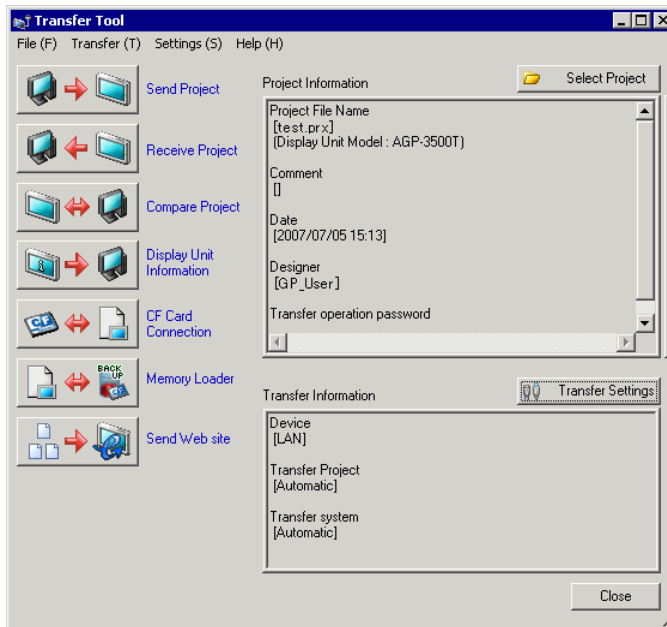 Transfer Tool
File (F) Transfer (T) Settings (S) Help (H)
Send Project
Receive Project
Compare Project
Display Unit
Information
CF Card
Connection
BACK
UP
Memory Loader
Send Web site
Project Information
Select Project
Project File Name
[test.prx]
(Display Unit Model : AGP-3500T)
Comment
[]
Date
[2007/07/05 15:13]
Designer
[GP_User]
Transfer operation password
Transfer Information
Transfer Settings
Device
[LAN]
Transfer Project
[Automatic]
Transfer system
[Automatic]
Close